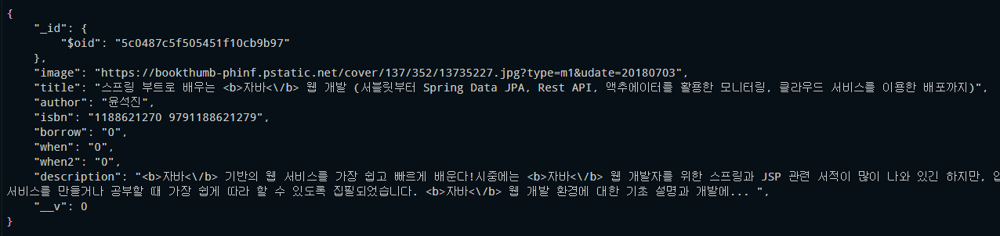 {
"_id": {
"$oid": "5c0487c5f505451f10cb9b97"
},
"image": "https://bookthumb-phinf.pstatic.net/cover/137/352/13735227.jpg?type=m1&udate=20180703",
"title": "스프링 부트로 배우는 <b>자바<\/b> 웹 개발 (서블릿부터 Spring Data JPA, Rest API, 액추에이터를 활용한 모니터링, 클라우드 서비스를 이용한 배포까지)",
"author": "윤석진",
"isbn": "1188621270 9791188621279",
"borrow": "0",
"when": "0",
"when2": "0",
"description": "<b>자바<\/b> 기반의 웹 서비스를 가장 쉽고 빠르게 배운다!시중에는 <b>자바<\/b> 웹 개발자를 위한 스프링과 JSP 관련 서적이 많이 나와 있긴 하지만,
서비스를 만들거나 공부할 때 가장 쉽게 따라 할 수 있도록 집필되었습니다. <b>자바<\/b> 웹 개발 환경에 대한 기초 설명과 개발에... ",
"__v": 0
}